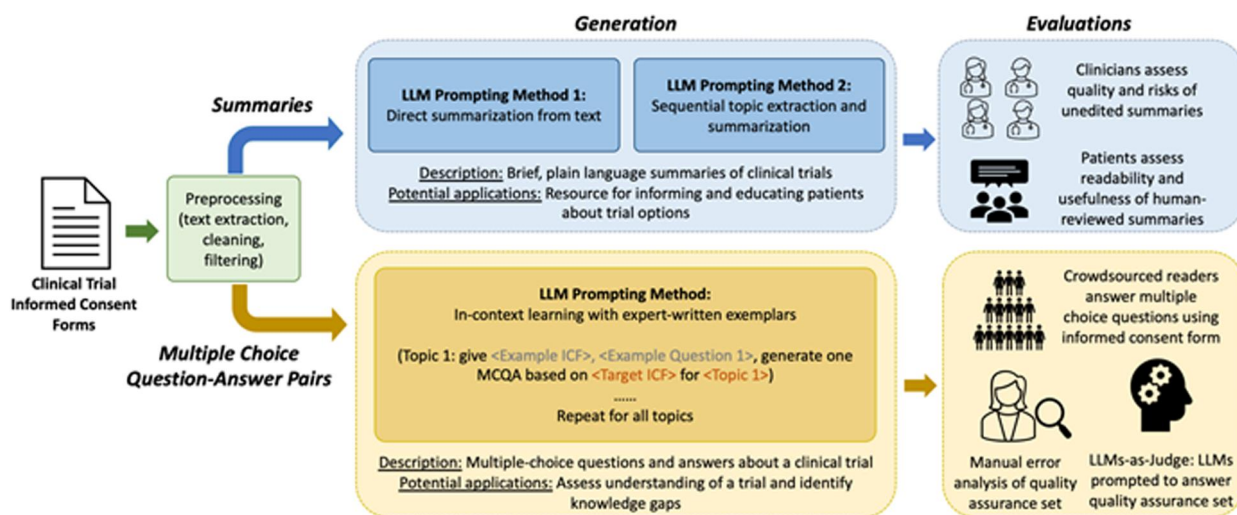 Generation
Evaluations
Summaries
LLM Prompting Method 1:
Direct summarization from text
LLM Prompting Method 2:
Sequential topic extraction and
summarization
Description: Brief, plain language summaries of clinical trials
Potential applications: Resource for informing and educating patients
about trial options
Clinicians assess
quality and risks of
unedited summaries
Patients assess
readability and
usefulness of human-
reviewed summaries
Preprocessing
(text extraction,
cleaning,
filtering)
Clinical Trial
Informed Consent
Forms
Multiple Choice
Question-Answer Pairs
LLM Prompting Method:
In-context learning with expert-written exemplars
(Topic 1: give <Example ICF>, <Example Question 1>, generate one
MCQA based on <Target ICF> for <Topic 1>)
......
Repeat for all topics
Description: Multiple-choice questions and answers about a clinical trial
Potential applications: Assess understanding of a trial and identify
knowledge gaps
Crowdsourced readers
answer multiple
choice questions using
informed consent form
Manual error
analysis of quality
assurance set
LLMs-as-Judge: LLMs
prompted to answer
quality assurance set